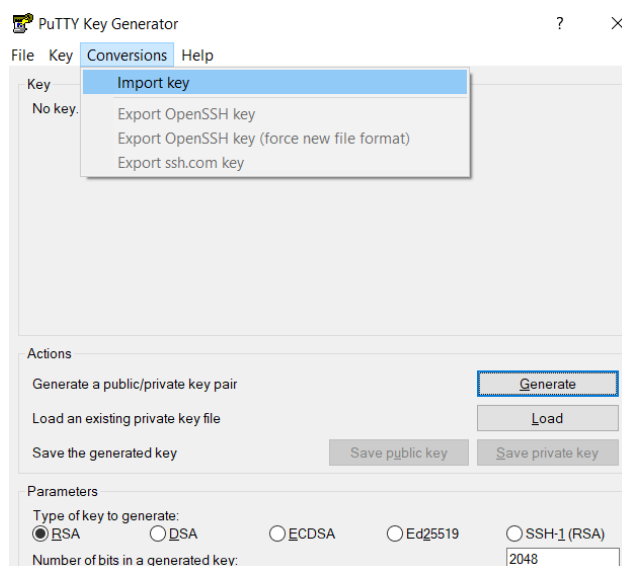 PuTTY Key Generator ?
File Key Conversions Help
Import key
Key
No key.
Export OpenSSH key
Export OpenSSH key (force new file format)
Export ssh.com key
Actions
Generate a public/private key pair Generate
Load an existing private key file Load
Save the generated key Save public key Save private key
Parameters
Type of key to generate:
RSA DSA ECDSA Ed25519 SSH-1 (RSA)
Number of bits in a generated key: 2048